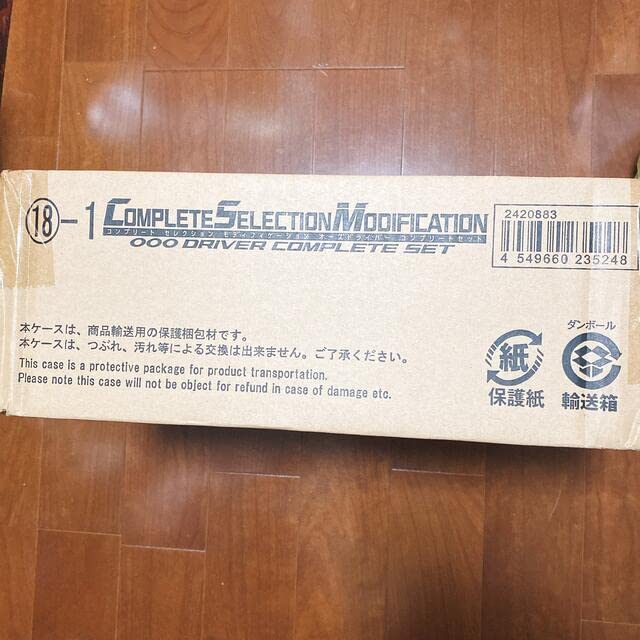 ⑱-1 COMPLETE SELECTION MODIFICATION
コンプリート セレクション モディフィケーション オーズドライバー コンプリートセット
OOO DRIVER COMPLETE SET
2420883
4 549660 235248
本ケースは、商品輸送用の保護梱包材です。
本ケースは、つぶれ、汚れ等による交換は出来ません。ご了承ください。
This case is a protective package for product transportation.
Please note this case will not be object for refund in case of damage etc.
紙
保護紙
ダンボール
輸送箱